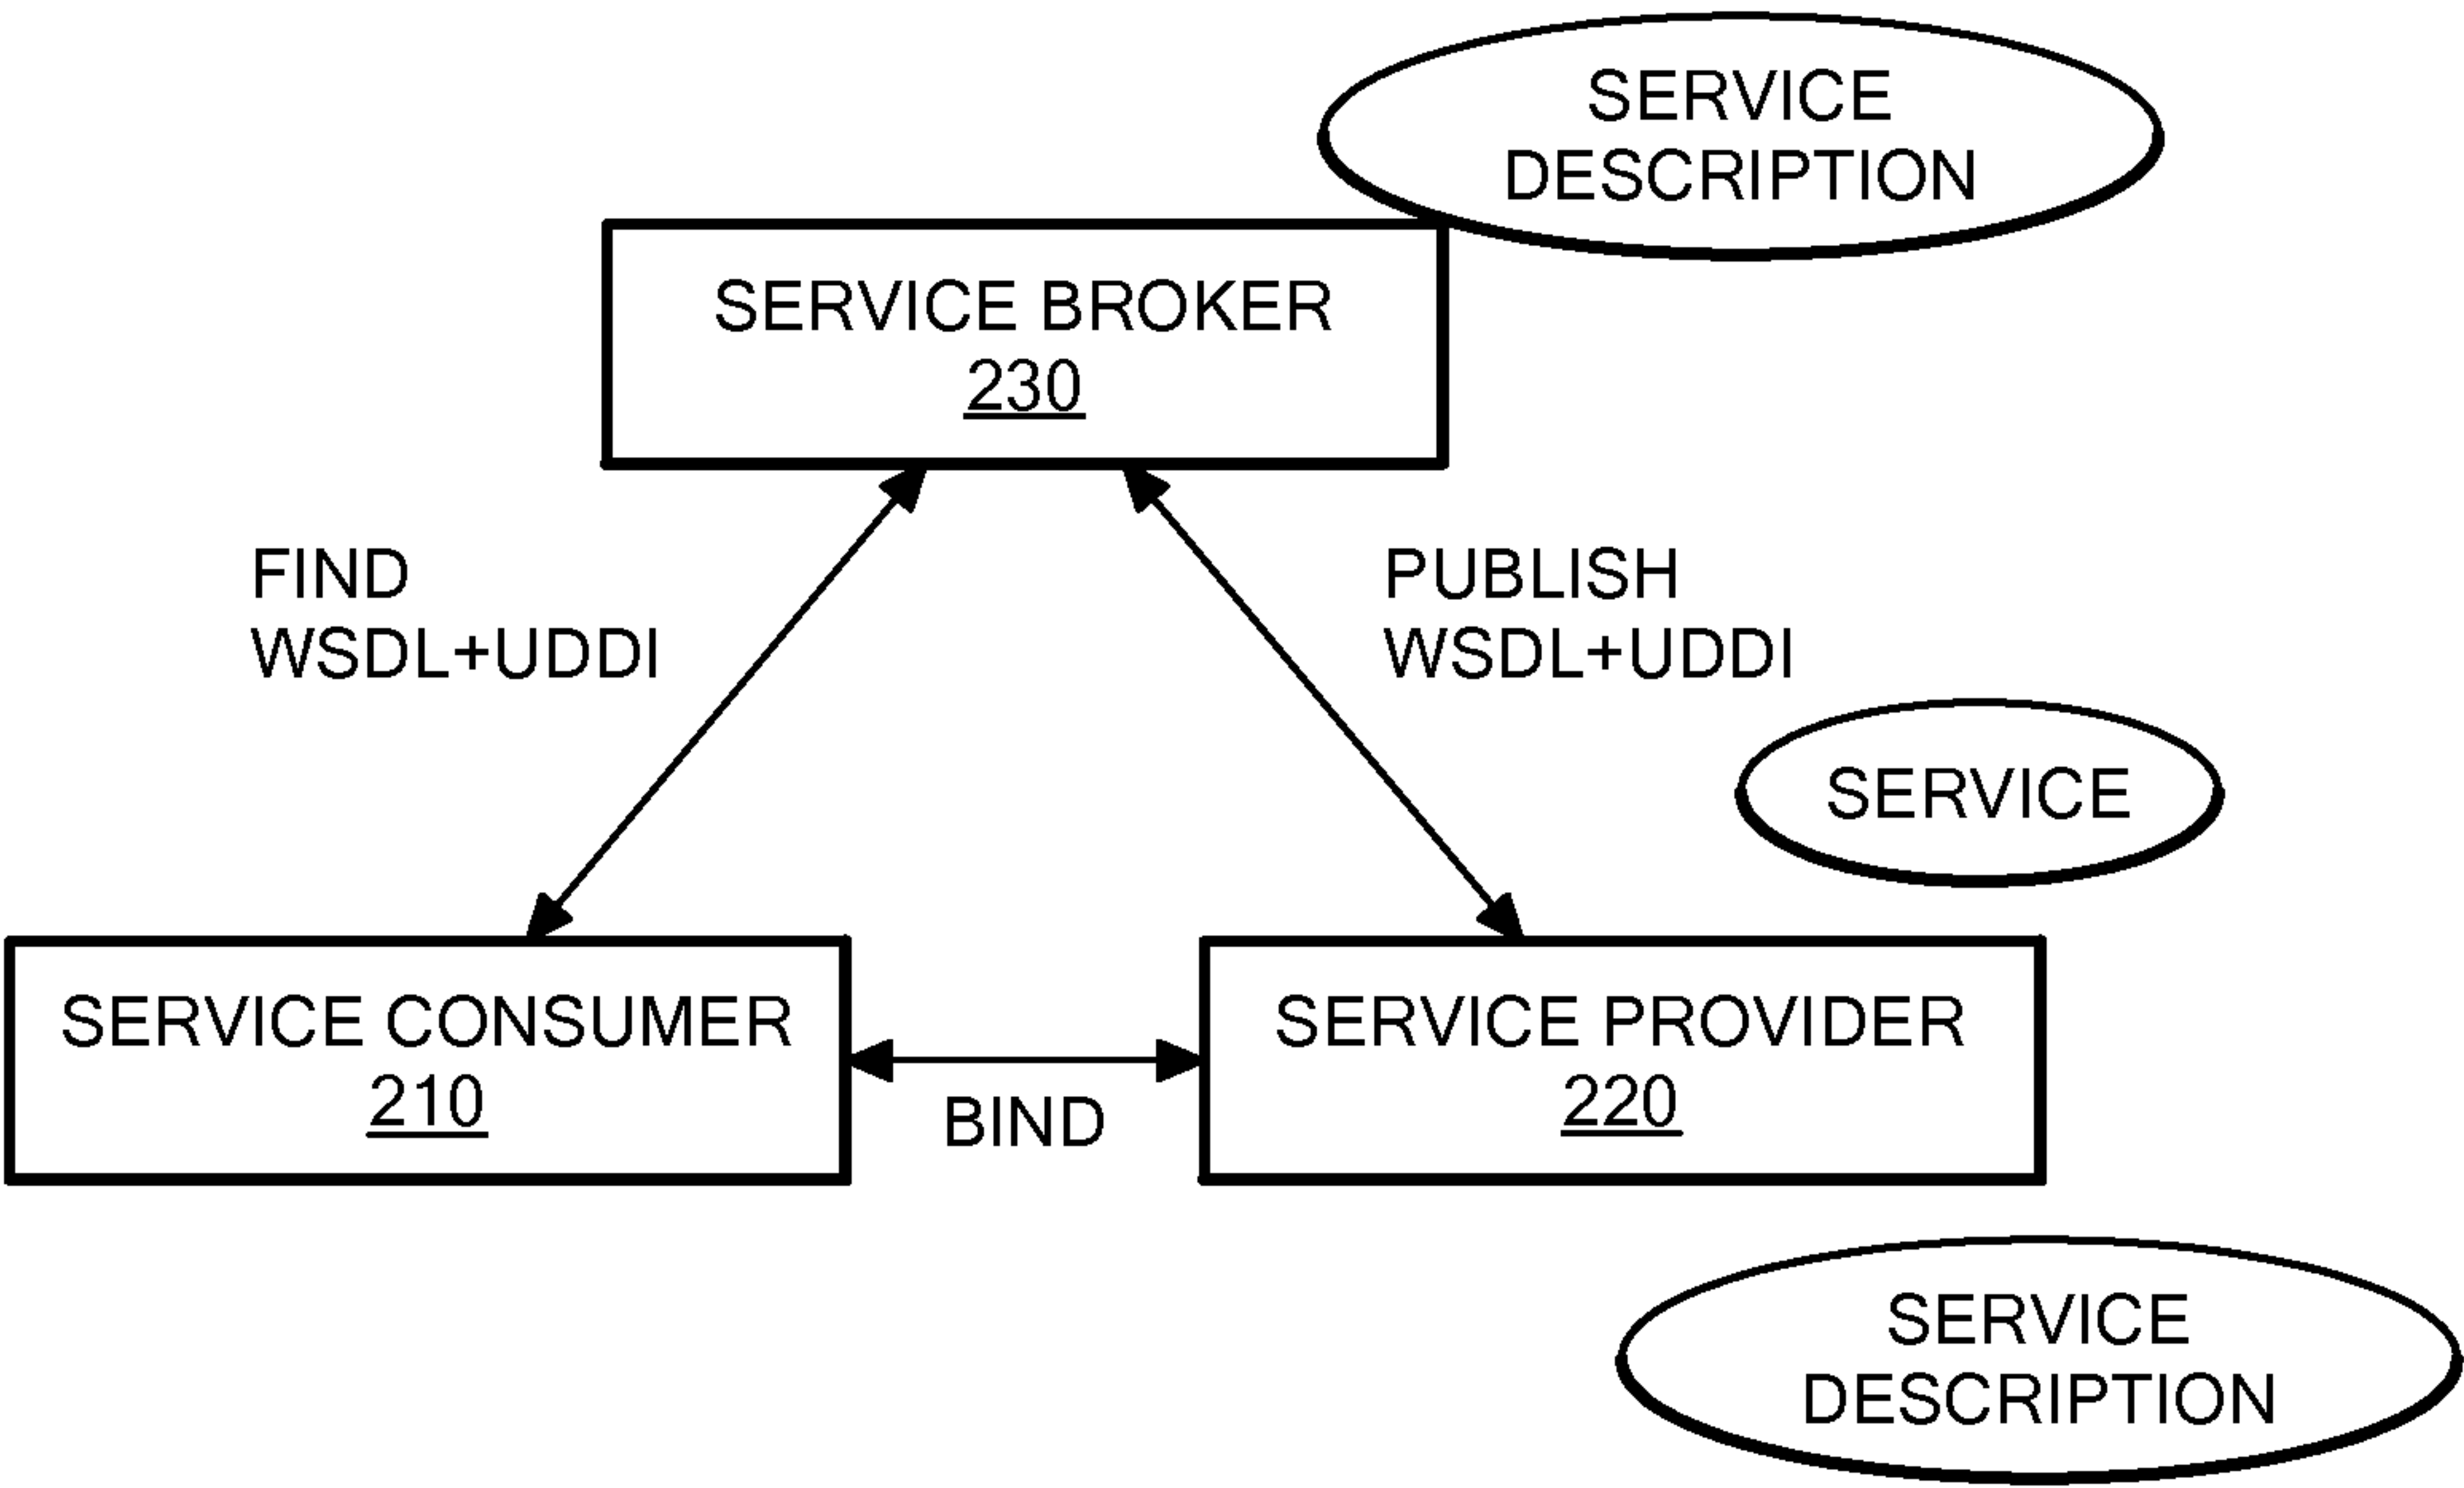 SERVICE
DESCRIPTION
SERVICE BROKER
230
FIND
WSDL+UDDI
PUBLISH
WSDL+UDDI
SERVICE
SERVICE CONSUMER
210
BIND
SERVICE PROVIDER
220
SERVICE
DESCRIPTION